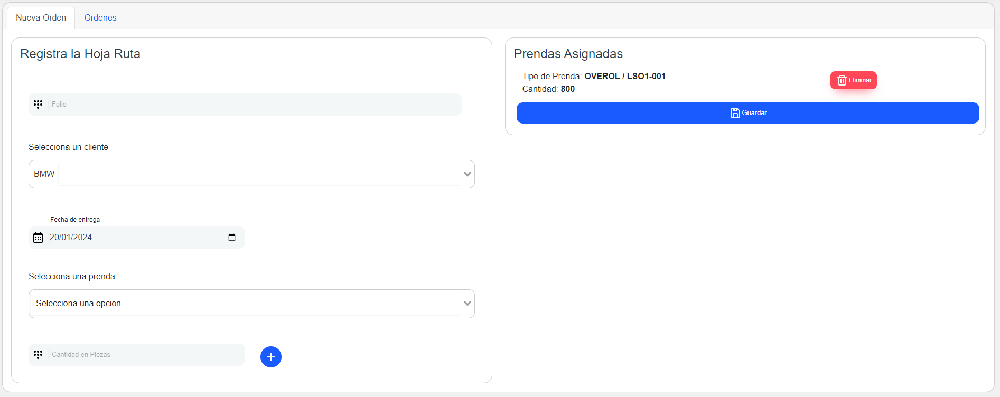 Nueva Orden
Ordenes
Registra la Hoja Ruta
Folio
Selecciona un cliente
BMW
Fecha de entrega
20/01/2024
Selecciona una prenda
Selecciona una opcion
Cantidad en Piezas
Prendas Asignadas
Tipo de Prenda: OVEROL / LSO1-001
Cantidad: 800
Eliminar
Guardar